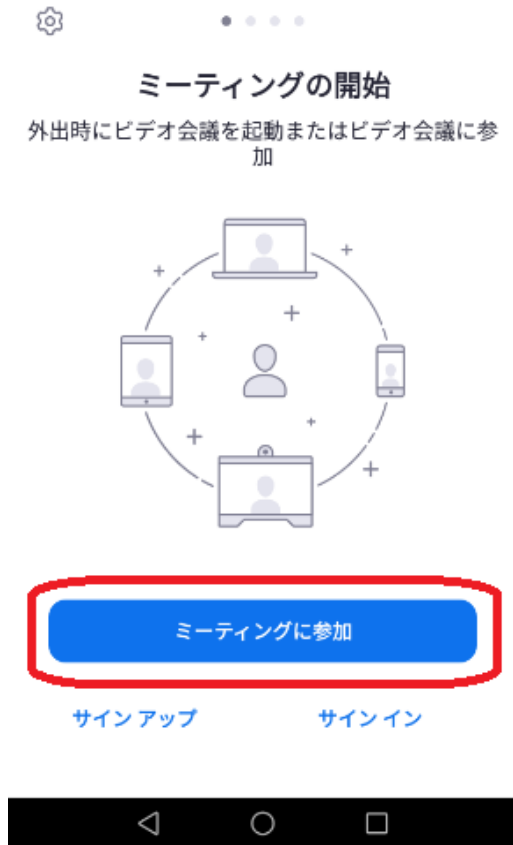 ミーティングの開始
外出時にビデオ会議を起動またはビデオ会議に参
加
ミーティングに参加
サイン アップ
サイン イン